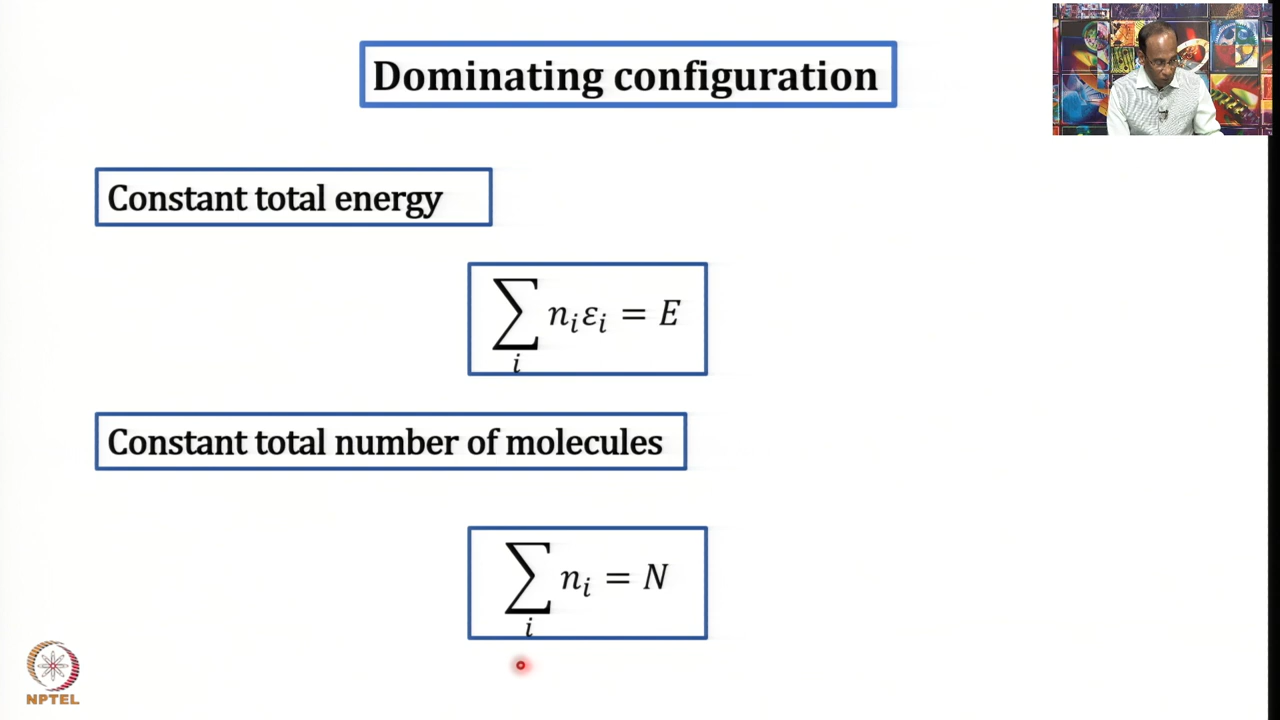 Dominating configuration
Constant total energy
∑_i n_i ε_i = E
Constant total number of molecules
∑_i n_i = N
NPTEL